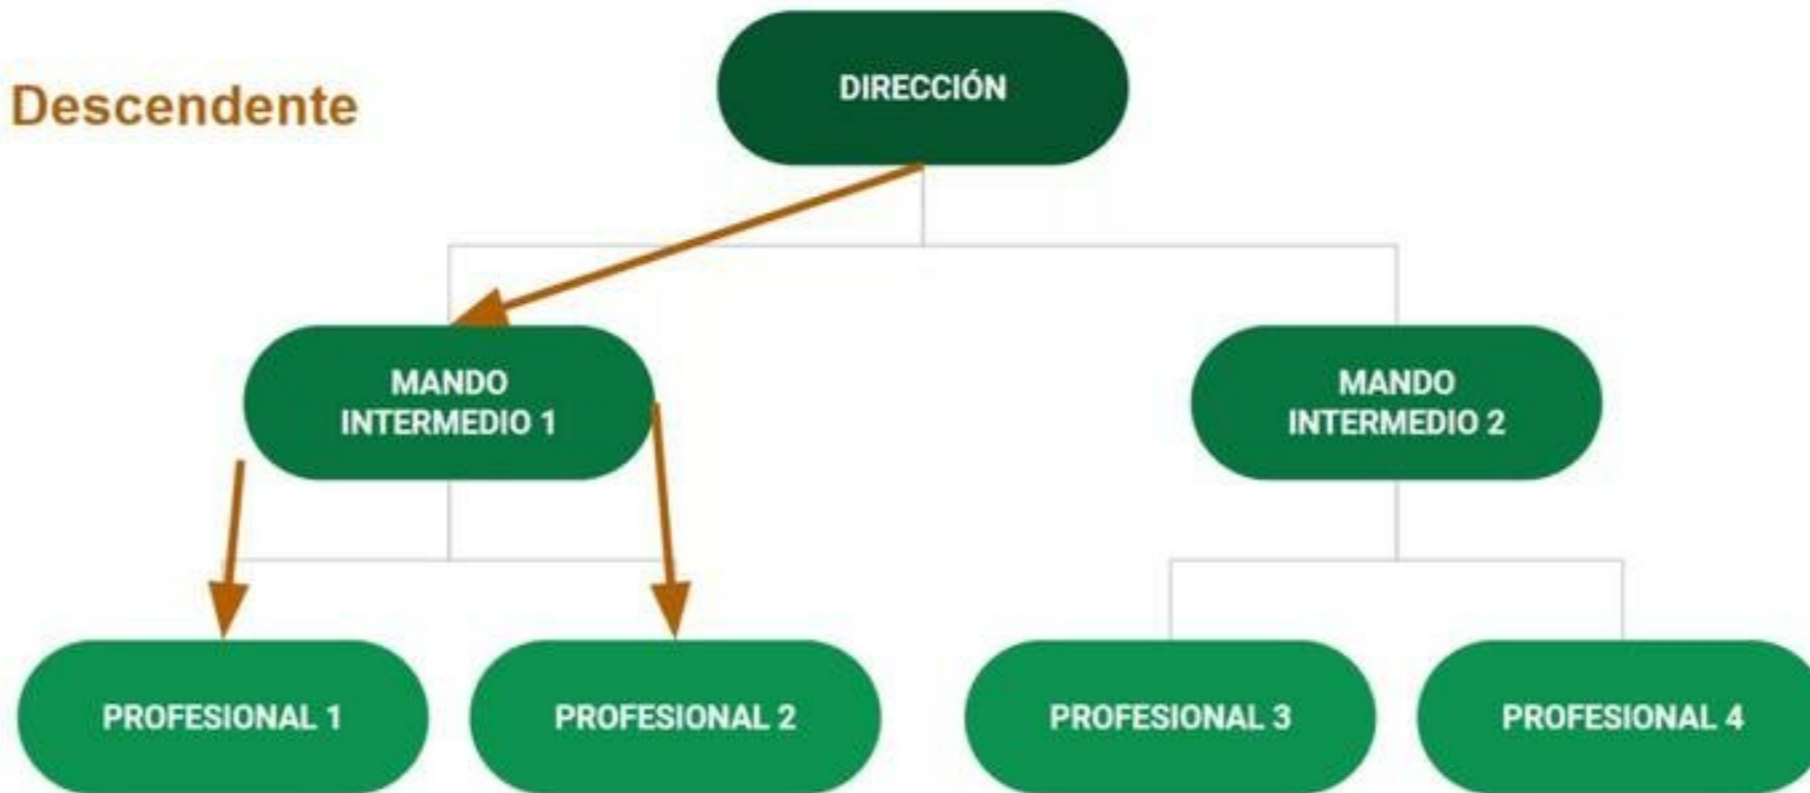 Descendente
DIRECCIÓN
MANDO
INTERMEDIO 1
MANDO
INTERMEDIO 2
PROFESIONAL 1
PROFESIONAL 2
PROFESIONAL 3
PROFESIONAL 4